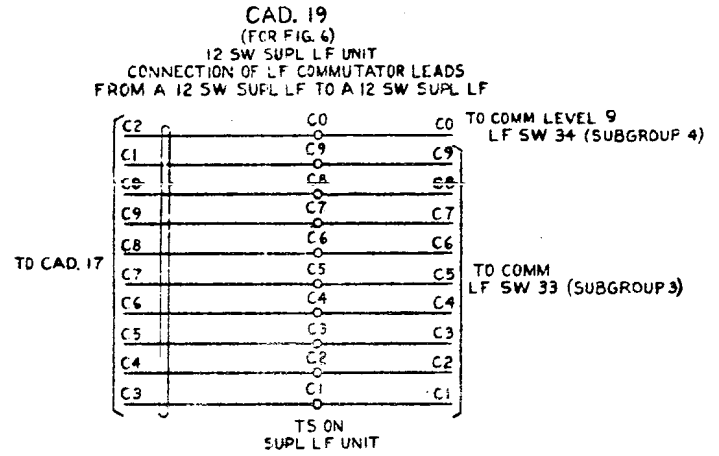 CAD. 19
(FOR FIG. 6)
12 SW SUPL LF UNIT
CONNECTION OF LF COMMUTATOR LEADS
FROM A 12 SW SUPL LF TO A 12 SW SUPL LF
C2 C0 C0 TO COMM LEVEL 9
LF SW 34 (SUBGROUP 4)
C1 C9 C9
C0 C8 C8
C9 C7 C7
C8 C6 C6
TO CAD. 17
C7 C5 C5 TO COMM
LF SW 33 (SUBGROUP 3)
C6 C4 C4
C5 C3 C3
C4 C2 C2
C3 C1 C1
TS ON
SUPL LF UNIT